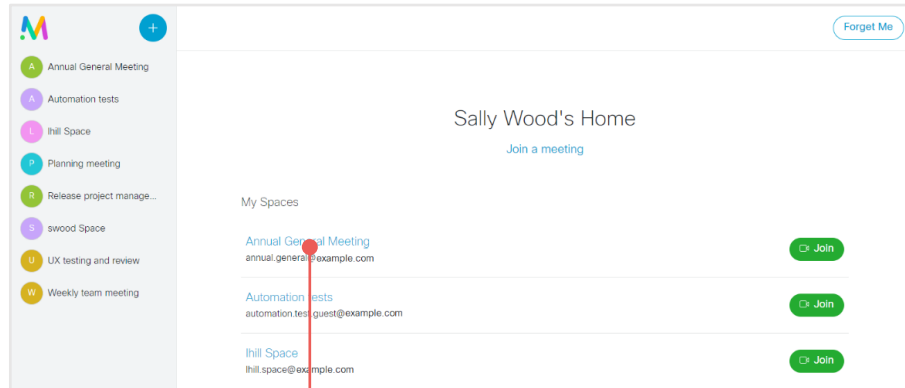 Forget Me
A Annual General Meeting
A Automation tests
L lhill Space
P Planning meeting
R Release project manage...
S swood Space
U UX testing and review
W Weekly team meeting
Sally Wood's Home
Join a meeting
My Spaces
Annual General Meeting
annual.general@example.com
Join
Automation tests
automation.test.guest@example.com
Join
lhill Space
lhill.space@example.com
Join